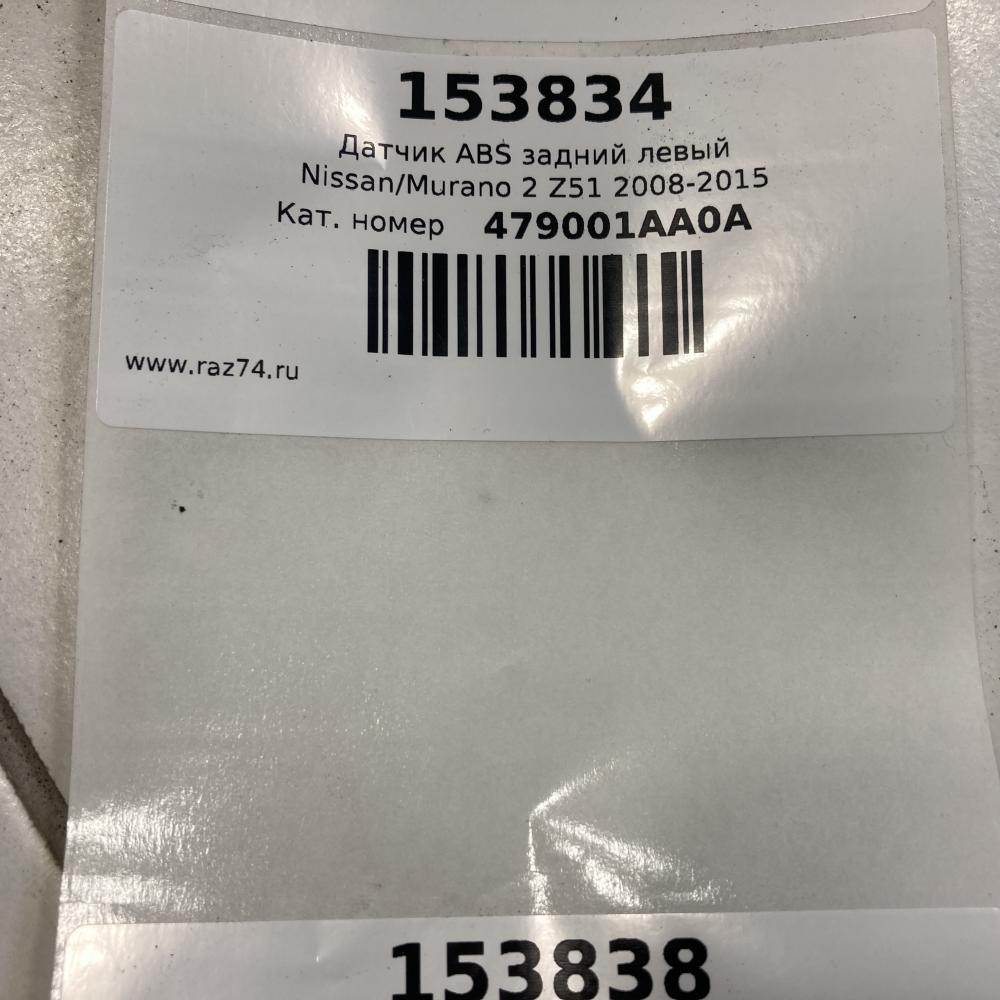 153834
Датчик ABS задний левый
Nissan/Murano 2 Z51 2008-2015
Кат. номер 479001AA0A
www.raz74.ru
153838